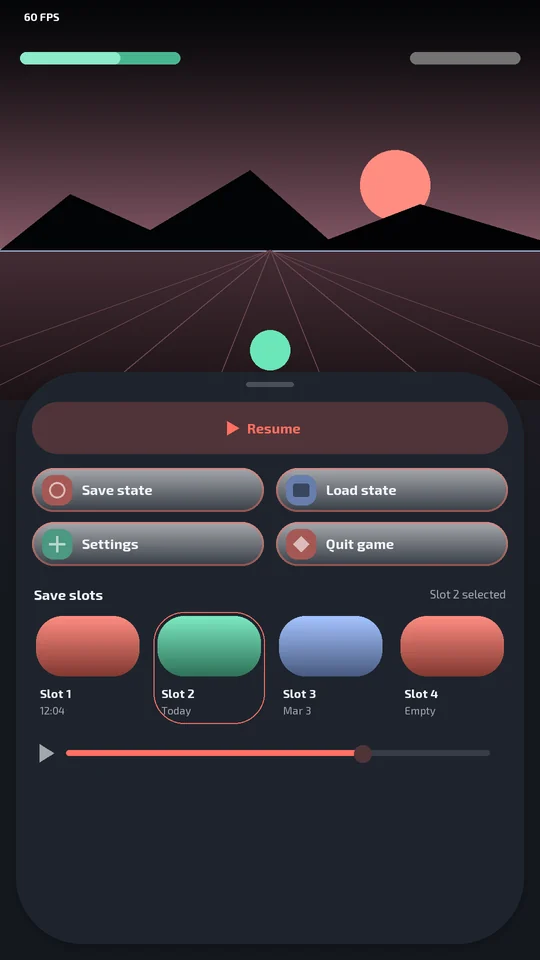 60 FPS
Resume
Save state
Load state
Settings
Quit game
Save slots
Slot 2 selected
Slot 1
Slot 2
Slot 3
Slot 4
12:04
Today
Mar 3
Empty